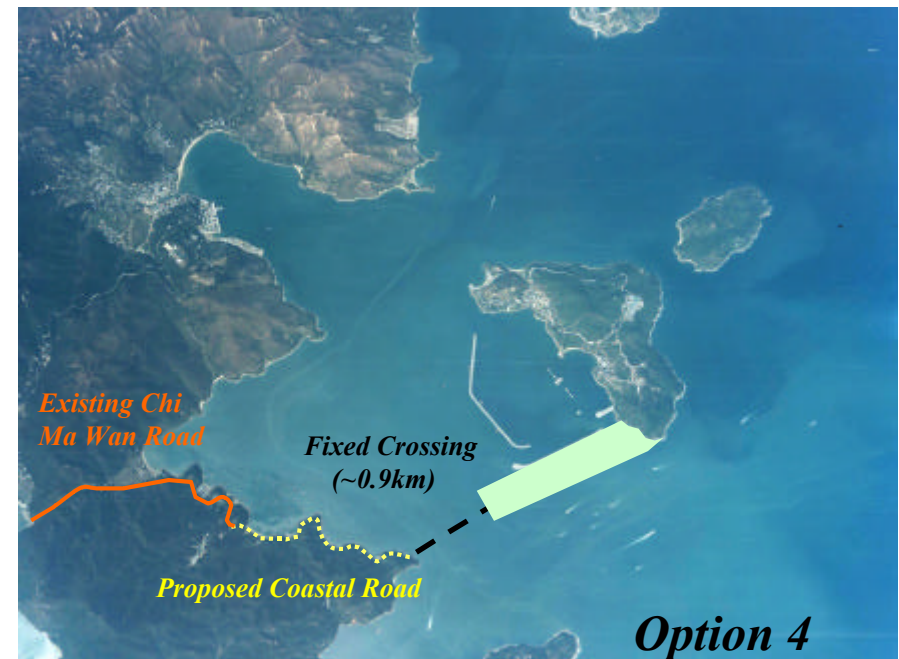 Existing Chi
Ma Wan Road
Fixed Crossing
(~0.9km)
Proposed Coastal Road
Option 4